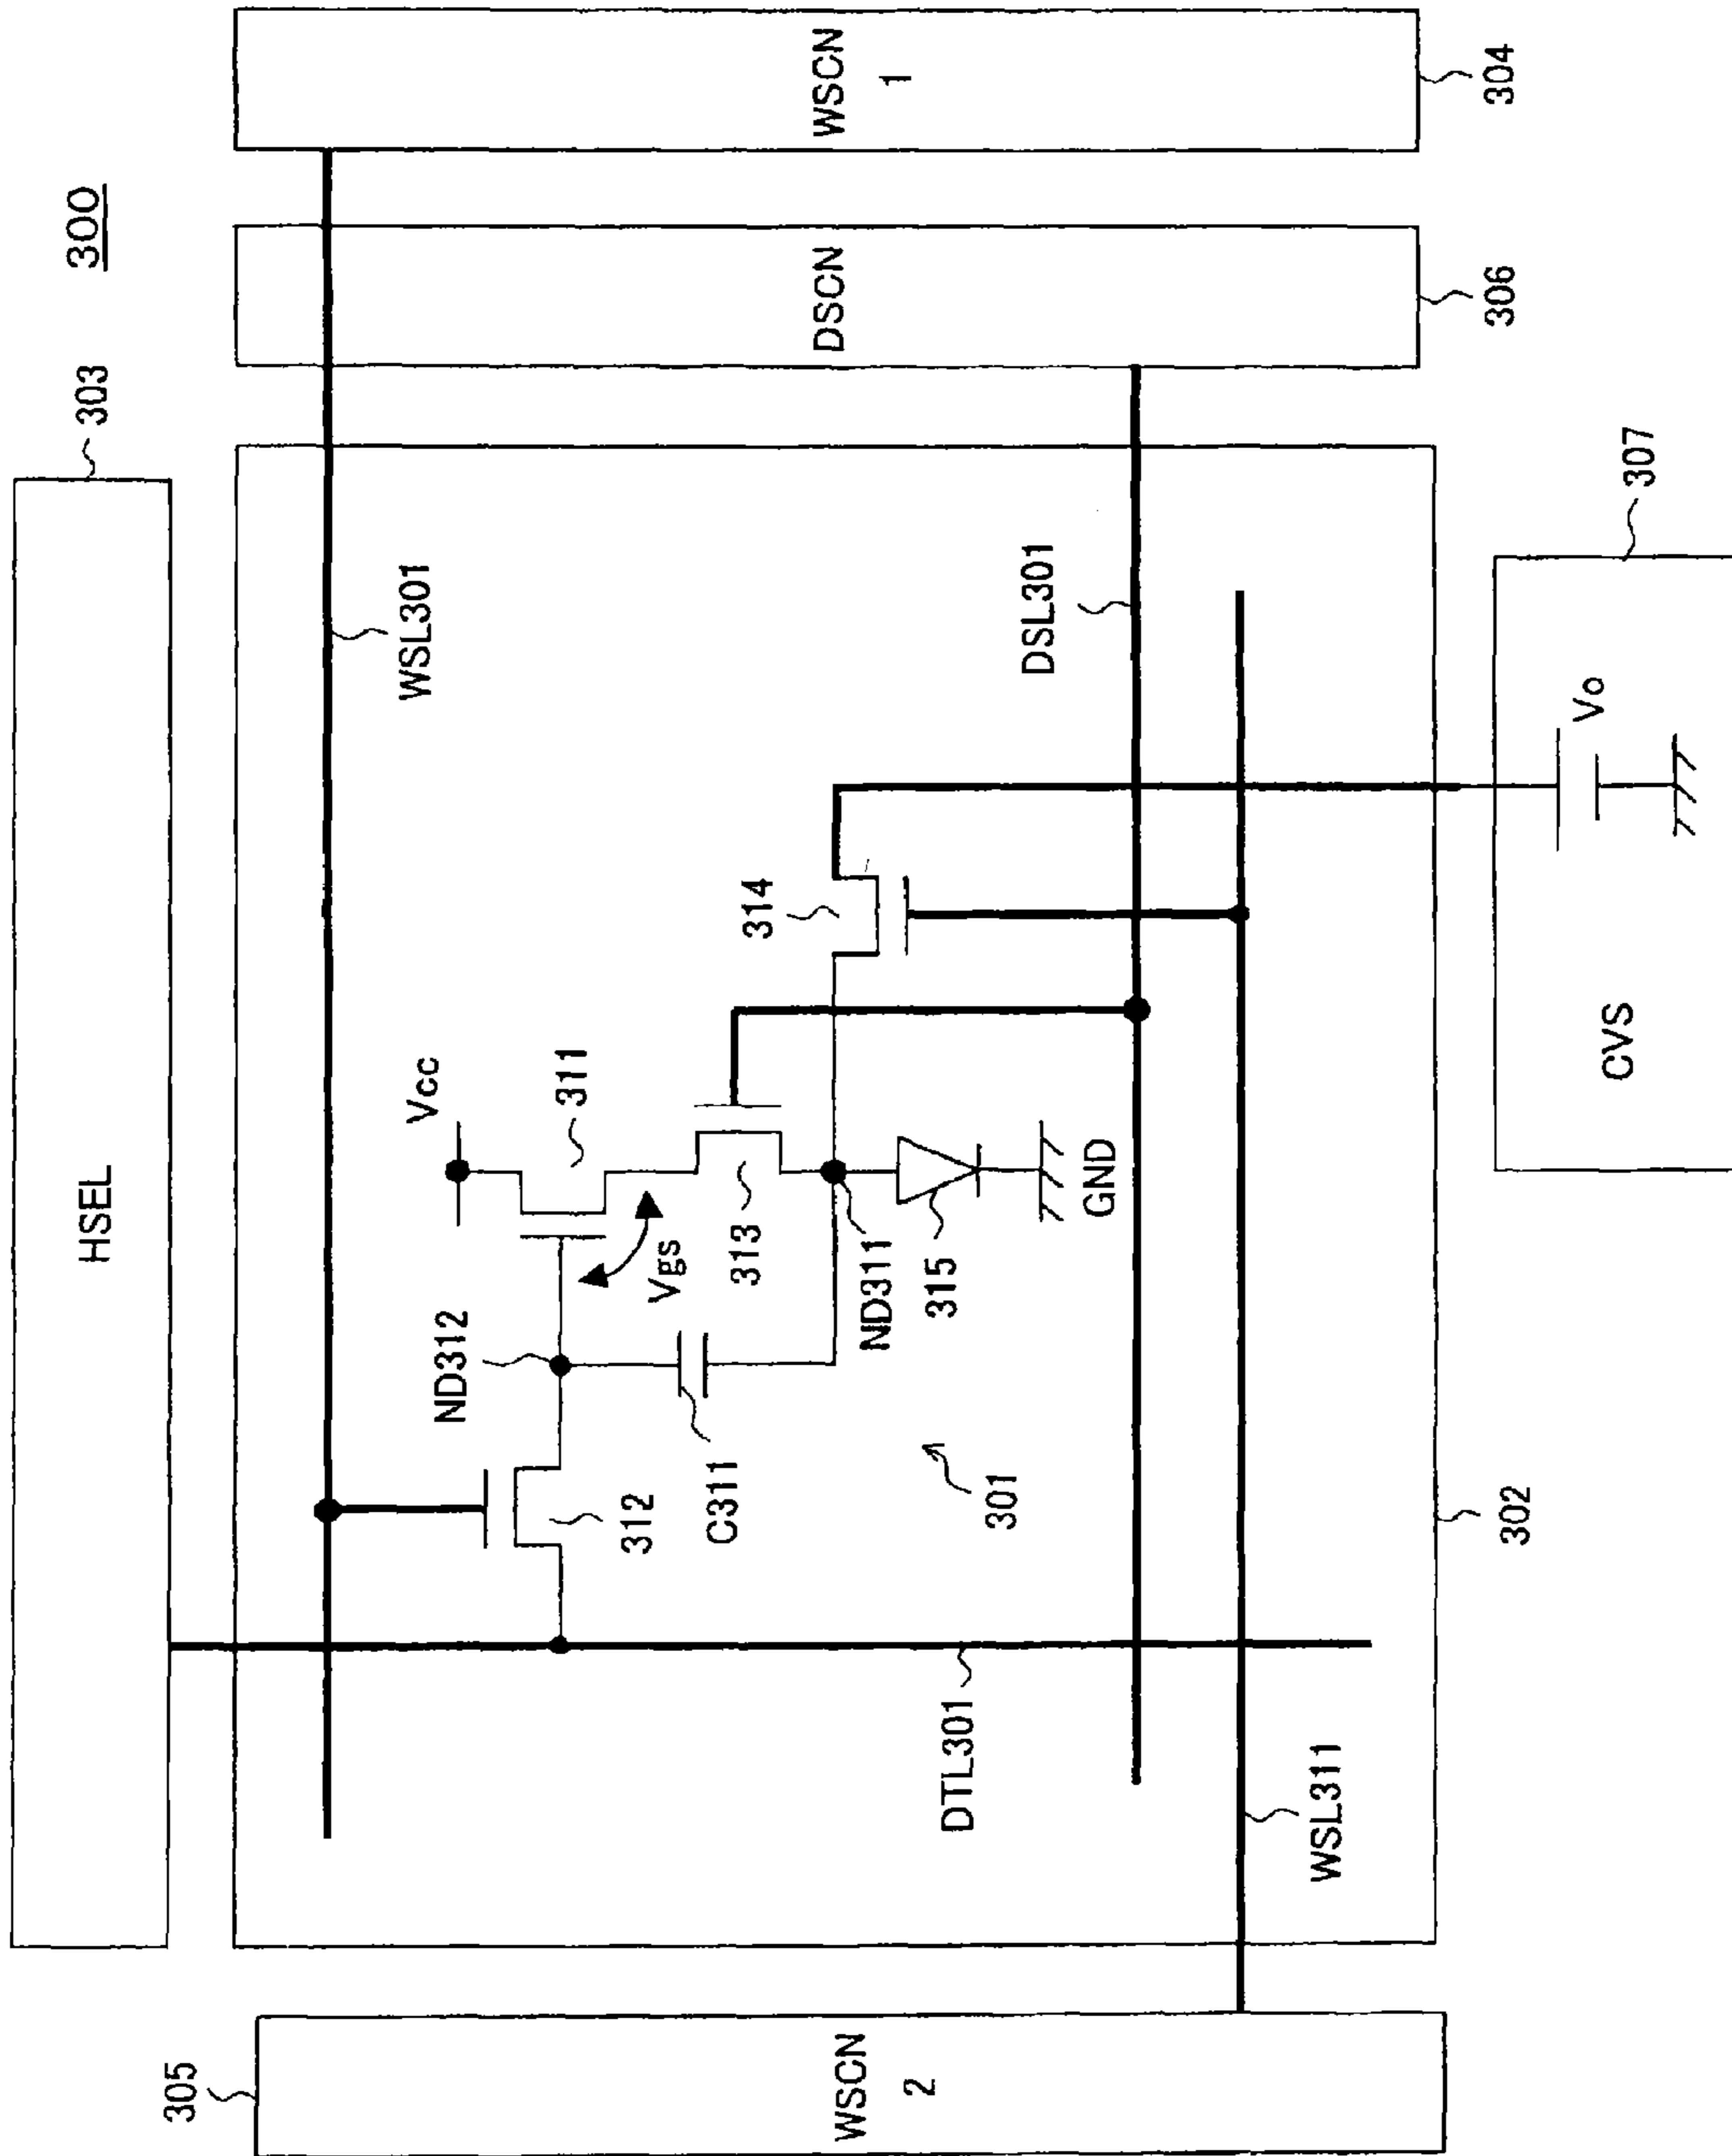 300
HSEL
303
305
WSCN
2
DSCN
306
WSCN
1
304
WSL301
ND312
Vcc
311
Vgs
312
C311
313
314
ND311
315
GND
301
DTL301
DSL301
WSL311
302
CVS
Vo
307